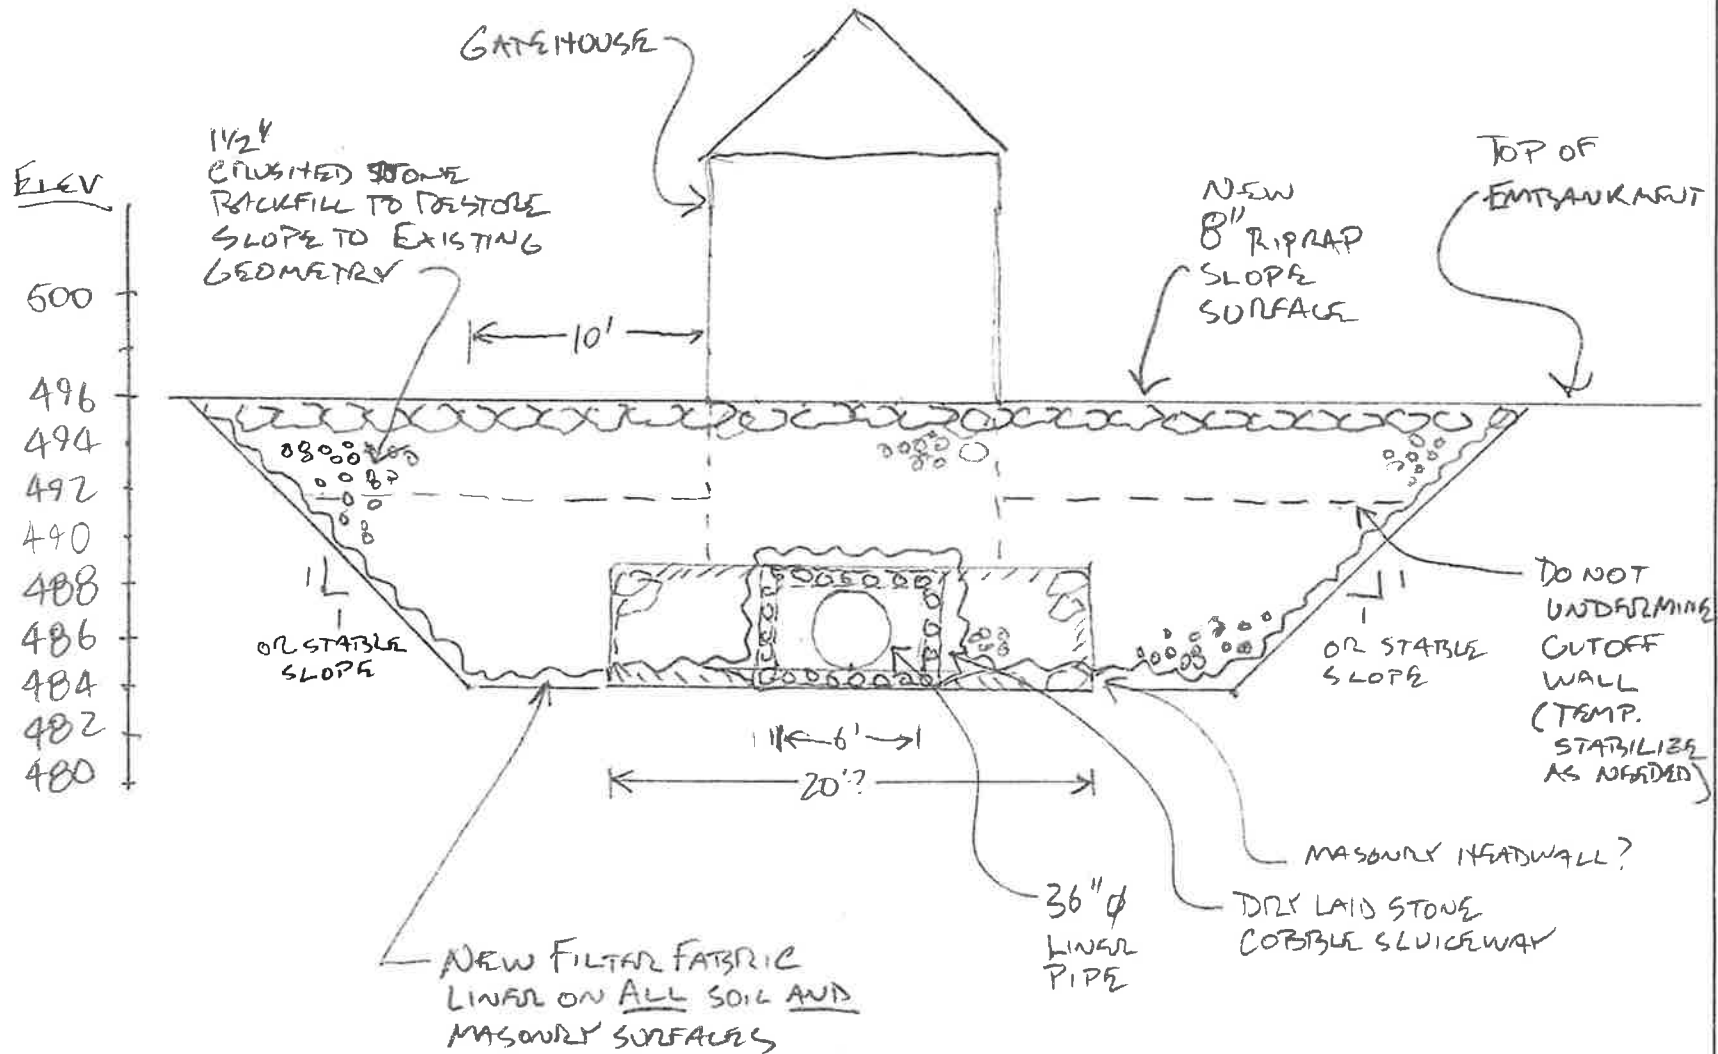 GATEHOUSE
1 1/2"
CRUSHED STONE
BACKFILL TO RESTORE
SLOPE TO EXISTING
GEOMETRY
ELEV
500
496
494
492
490
488
486
484
482
480
10'
NEW
8" RIPRAP
SLOPE
SURFACE
TOP OF
EMBANKMENT
1
1
OR STABLE
SLOPE
1
1
OR STABLE
SLOPE
DO NOT
UNDERMINE
CUTOFF
WALL
(TEMP.
STABILIZE
AS NEEDED)
6'
20'?
MASONRY HEADWALL?
36"ø
LINER
PIPE
DRY LAID STONE
COBBLE SLUICEWAY
NEW FILTER FABRIC
LINER ON ALL SOIL AND
MASONRY SURFACES